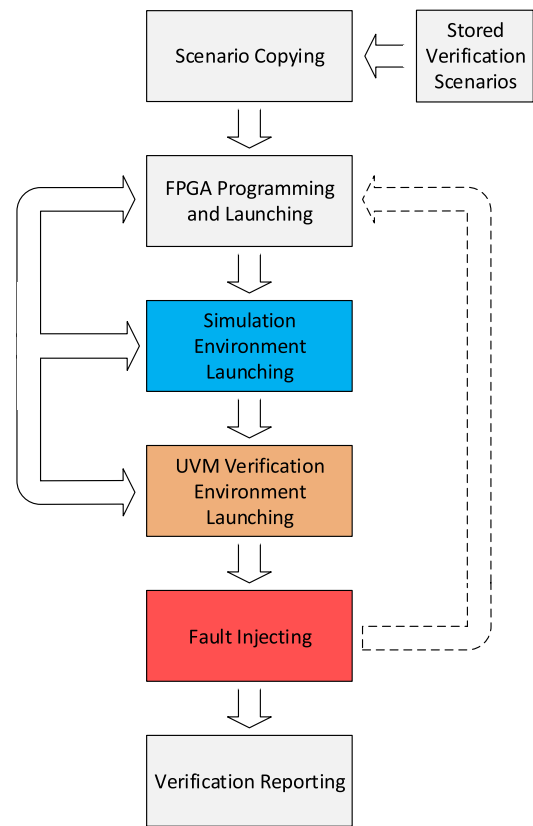 Scenario Copying
Stored
Verification
Scenarios
FPGA Programming
and Launching
Simulation
Environment
Launching
UVM Verification
Environment
Launching
Fault Injecting
Verification Reporting